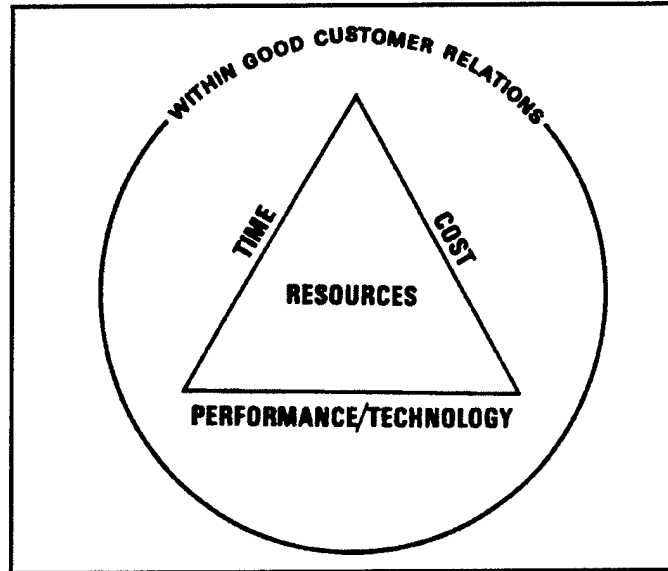 WITHIN GOOD CUSTOMER RELATIONS
TIME
COST
RESOURCES
PERFORMANCE/TECHNOLOGY